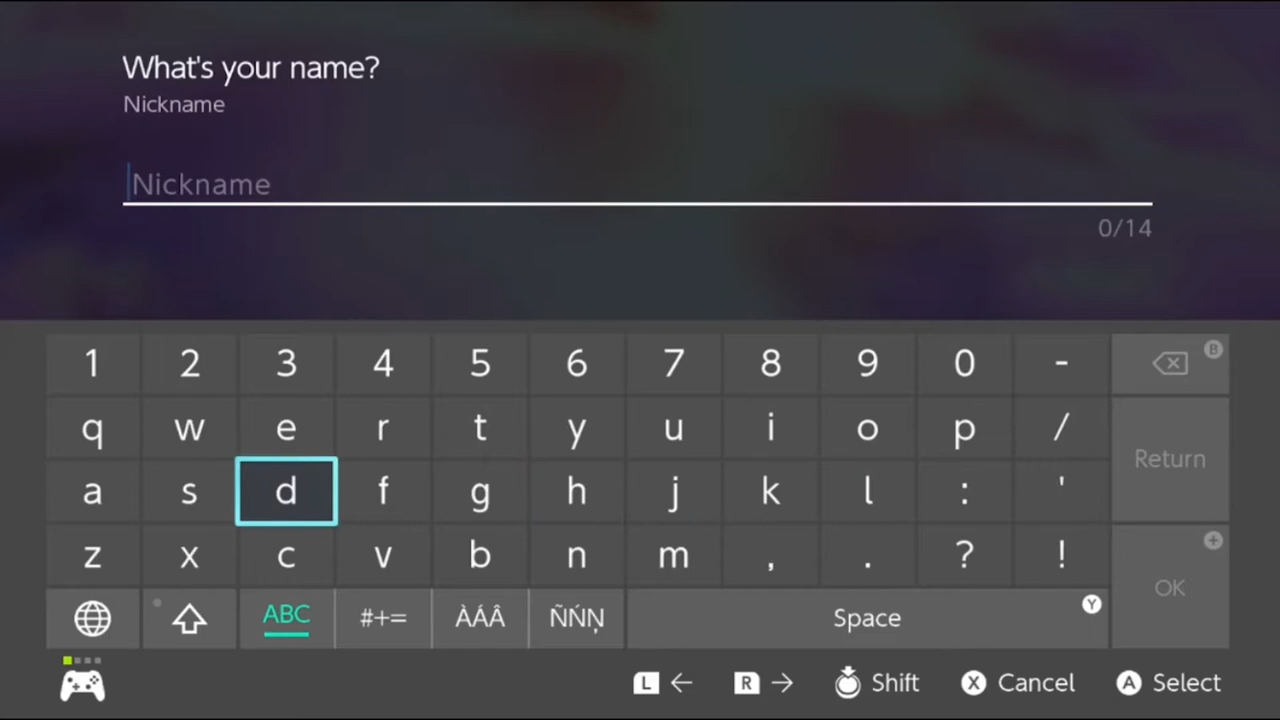 What's your name?
Nickname
Nickname
0/14
1 2 3 4 5 6 7 8 9 0 - B
q w e r t y u i o p / Return
a s d f g h j k l : '
z x c v b n m , . ? ! + OK
ABC #+= ÀÁÂ ÑŃŅ Space Y
L ← R → Shift X Cancel A Select